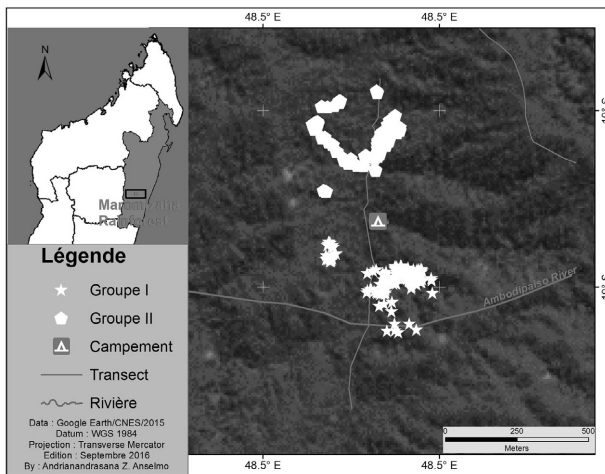 48.5° E
48.5° E
N
Rainforest
Légende
Groupe I
Groupe II
Campement
Transect
Rivière
Data : Google Earth/CNES/2015
Datum : WGS 1984
Projection : Transverse Mercator
Edition : Septembre 2016
By : Andrianandrasana Z. Anselmo
Ambodipaiso River
0
250
500
Meters
48.5° E
48.5° E